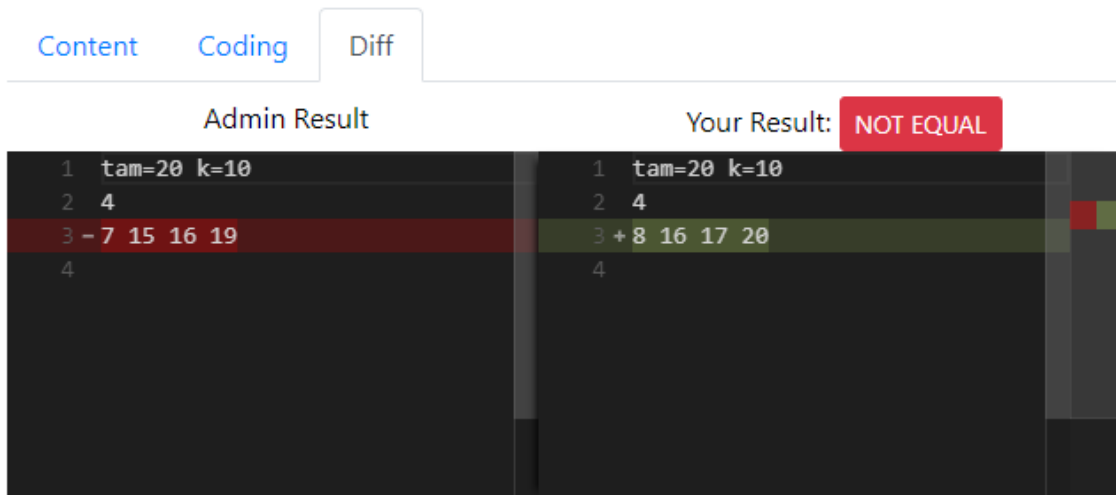 Content Coding Diff
Admin Result
Your Result: NOT EQUAL
1 tam=20 k=10
2 4
3 - 7 15 16 19
4
1 tam=20 k=10
2 4
3 + 8 16 17 20
4